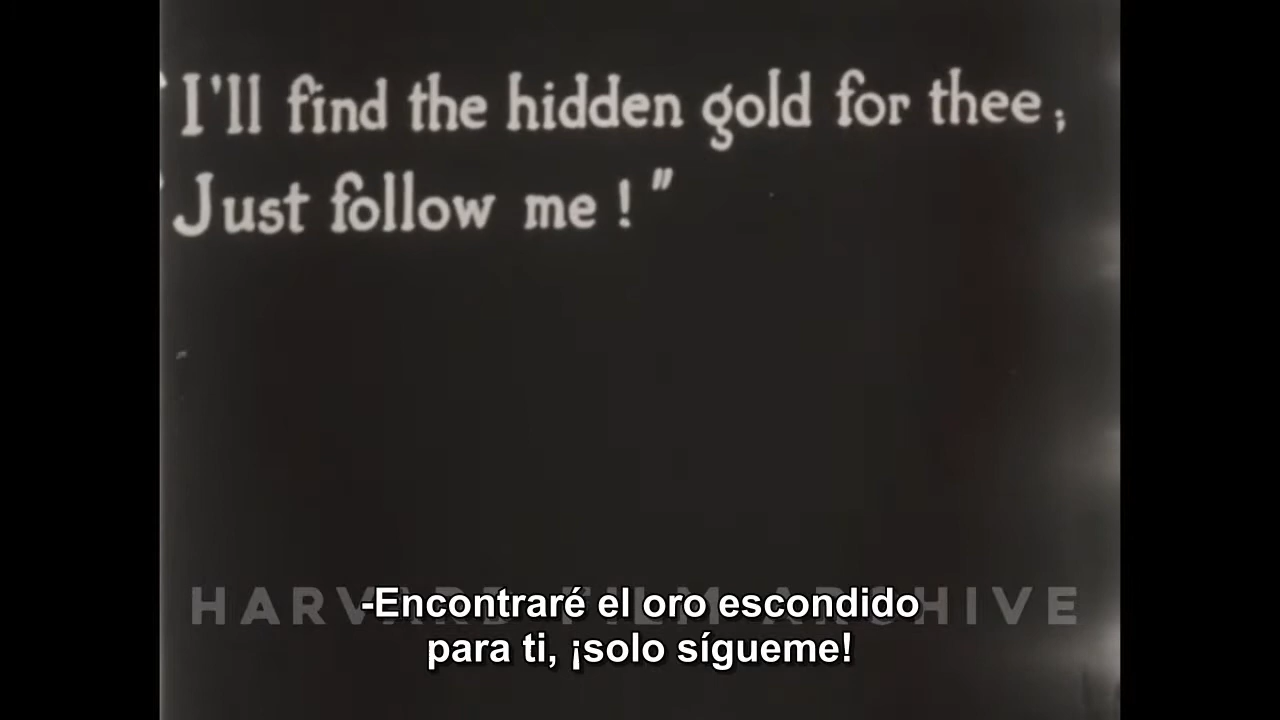 "I'll find the hidden gold for thee;
"Just follow me!"
HARVARD FILM ARCHIVE
-Encontraré el oro escondido
para ti, ¡solo sígueme!